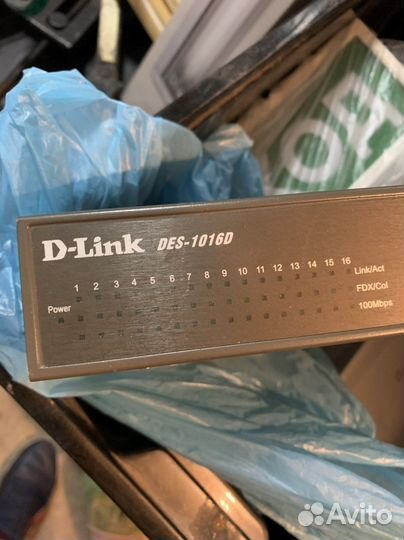 D-Link DES-1016D
1 2 3 4 5 6 7 8 9 10 11 12 13 14 15 16
Link/Act
Power
FDX/Col
100Mbps
Avito